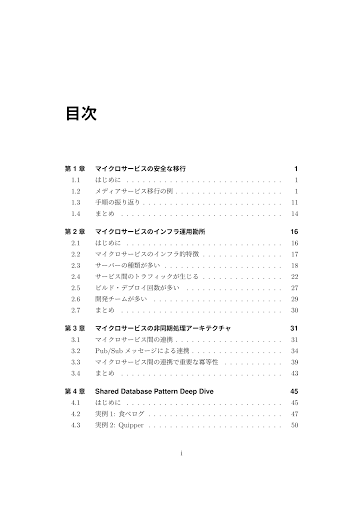 目次
第 1 章 マイクロサービスの安全な移行 1
1.1 はじめに . . . . . . . . . . . . . . . . . . . . . . . . . . . . 1
1.2 メディアサービス移行の例 . . . . . . . . . . . . . . . . . . . 1
1.3 手順の振り返り . . . . . . . . . . . . . . . . . . . . . . . . . 11
1.4 まとめ . . . . . . . . . . . . . . . . . . . . . . . . . . . . . 14
第 2 章 マイクロサービスのインフラ運用勘所 16
2.1 はじめに . . . . . . . . . . . . . . . . . . . . . . . . . . . . 16
2.2 マイクロサービスのインフラ的特徴 . . . . . . . . . . . . . . . 17
2.3 サーバーの種類が多い . . . . . . . . . . . . . . . . . . . . . 18
2.4 サービス間のトラフィックが生じる . . . . . . . . . . . . . . . 22
2.5 ビルド・デプロイ回数が多い . . . . . . . . . . . . . . . . . . 27
2.6 開発チームが多い . . . . . . . . . . . . . . . . . . . . . . . 29
2.7 まとめ . . . . . . . . . . . . . . . . . . . . . . . . . . . . . 30
第 3 章 マイクロサービスの非同期処理アーキテクチャ 31
3.1 マイクロサービス間の連携 . . . . . . . . . . . . . . . . . . . 31
3.2 Pub/Sub メッセージによる連携 . . . . . . . . . . . . . . . . . 34
3.3 マイクロサービス間の連携で重要な冪等性 . . . . . . . . . . . 39
3.4 まとめ . . . . . . . . . . . . . . . . . . . . . . . . . . . . . 43
第 4 章 Shared Database Pattern Deep Dive 45
4.1 はじめに . . . . . . . . . . . . . . . . . . . . . . . . . . . . 45
4.2 実例 1: 食べログ . . . . . . . . . . . . . . . . . . . . . . . . 47
4.3 実例 2: Quipper . . . . . . . . . . . . . . . . . . . . . . . . 50
i